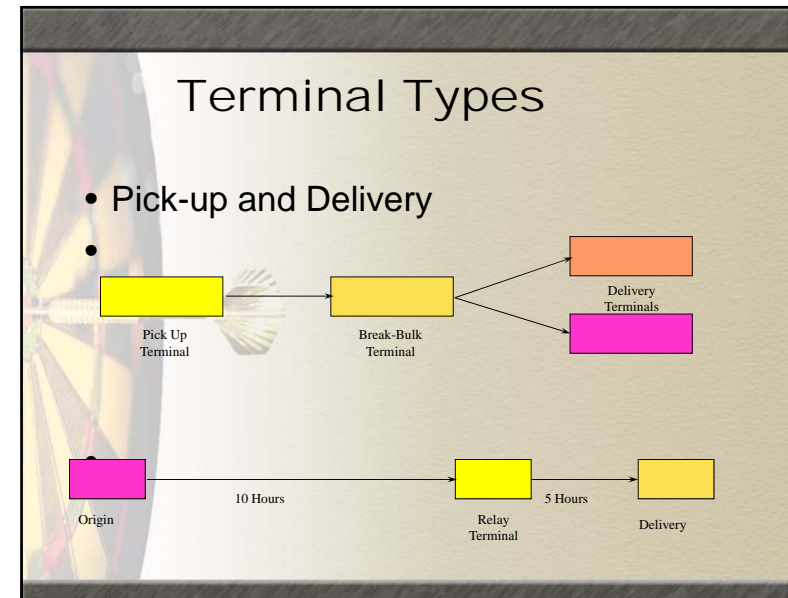 Terminal Types
• Pick-up and Delivery
•
Pick Up
Terminal
Break-Bulk
Terminal
Delivery
Terminals
•
10 Hours
5 Hours
Origin
Relay
Terminal
Delivery